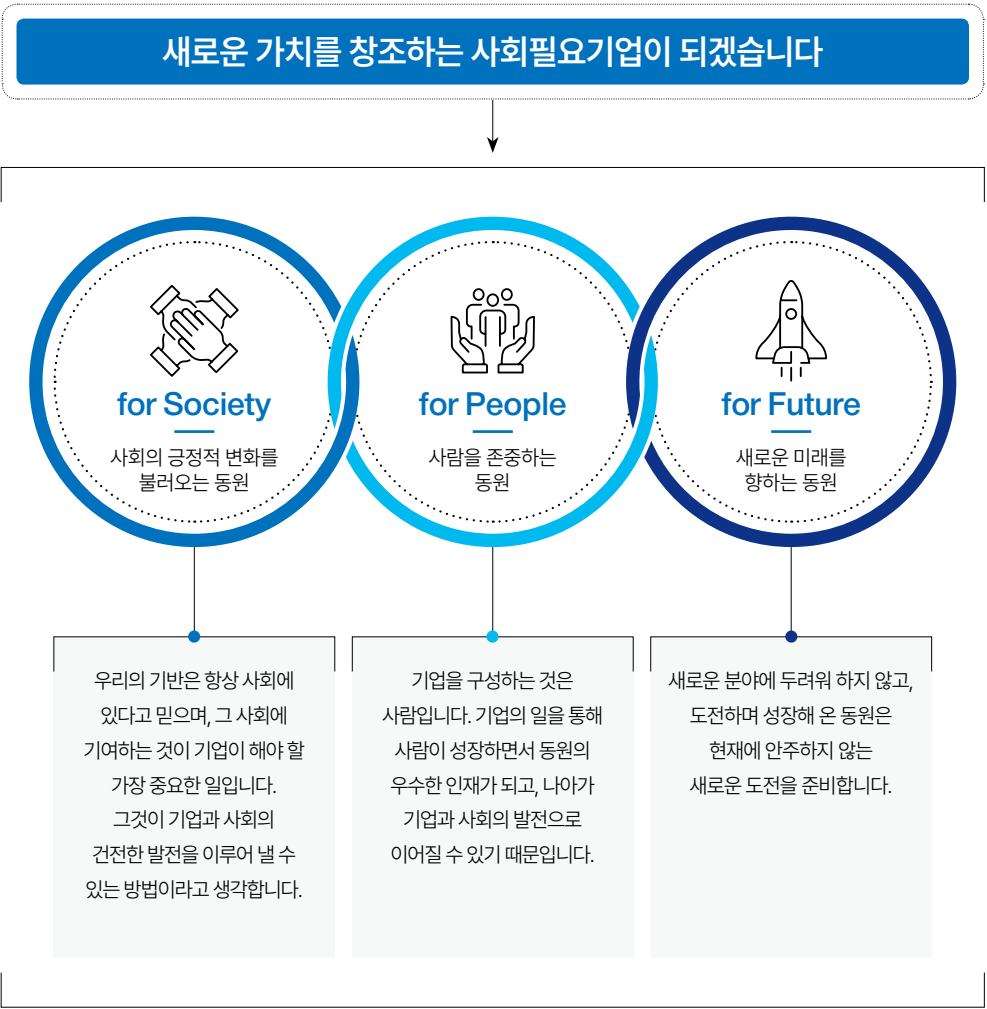 새로운 가치를 창조하는 사회필요기업이 되겠습니다
for Society
사회의 긍정적 변화를
불러오는 동원
for People
사람을 존중하는
동원
for Future
새로운 미래를
향하는 동원
우리의 기반은 항상 사회에
있다고 믿으며, 그 사회에
기여하는 것이 기업이 해야 할
가장 중요한 일입니다.
그것이 기업과 사회의
건전한 발전을 이루어 낼 수
있는 방법이라고 생각합니다.
기업을 구성하는 것은
사람입니다. 기업의 일을 통해
사람이 성장하면서 동원의
우수한 인재가 되고, 나아가
기업과 사회의 발전으로
이어질 수 있기 때문입니다.
새로운 분야에 두려워 하지 않고,
도전하며 성장해 온 동원은
현재에 안주하지 않는
새로운 도전을 준비합니다.